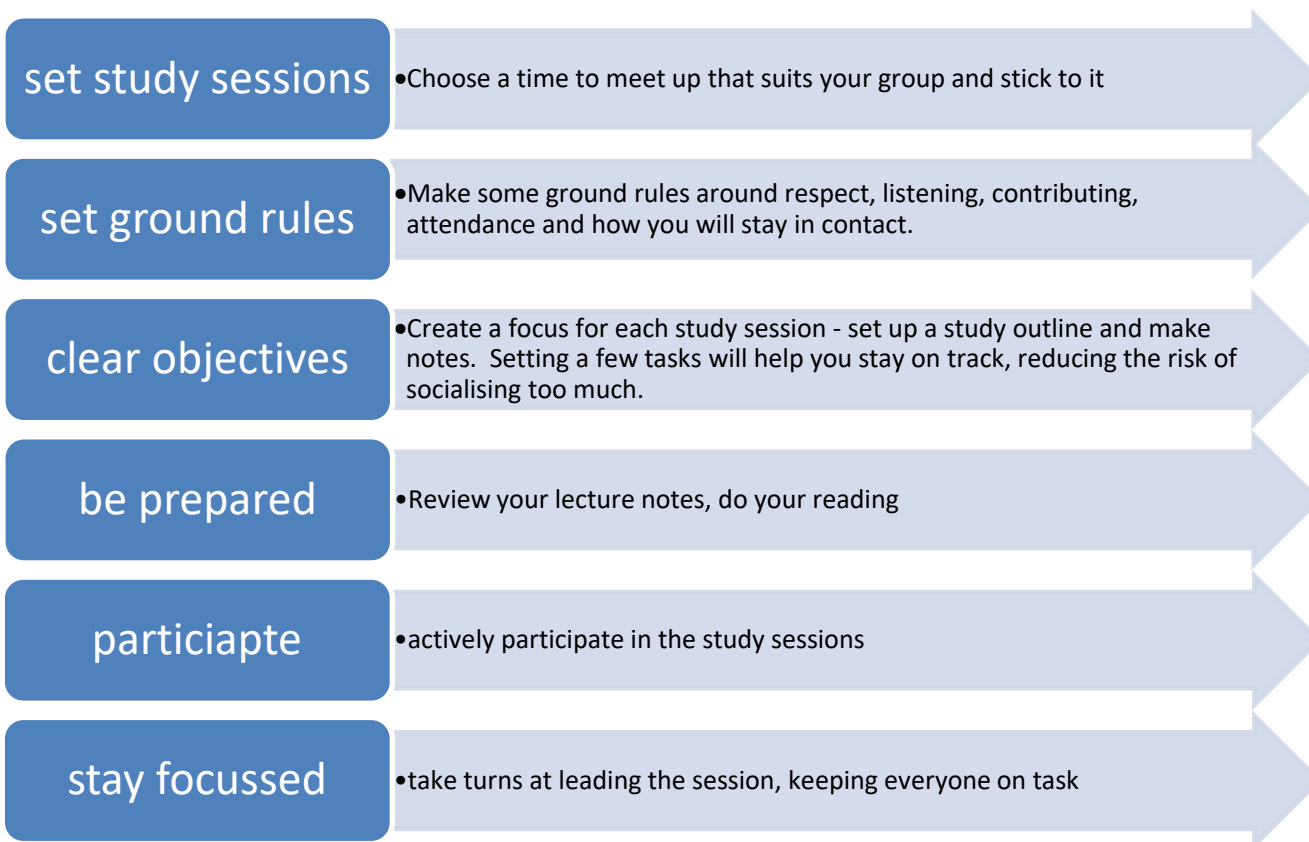 set study sessions
•Choose a time to meet up that suits your group and stick to it
set ground rules
•Make some ground rules around respect, listening, contributing,
attendance and how you will stay in contact.
clear objectives
•Create a focus for each study session - set up a study outline and make
notes.  Setting a few tasks will help you stay on track, reducing the risk of
socialising too much.
be prepared
•Review your lecture notes, do your reading
particiapte
•actively participate in the study sessions
stay focussed
•take turns at leading the session, keeping everyone on task